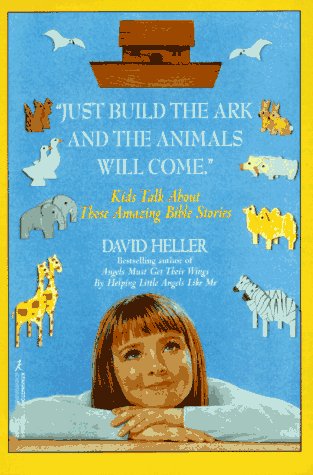 "JUST BUILD THE ARK
AND THE ANIMALS
WILL COME."
Kids Talk About
Those Amazing Bible Stories
DAVID HELLER
Bestselling author of
Angels Must Get Their Wings
By Helping Little Angels Like Me